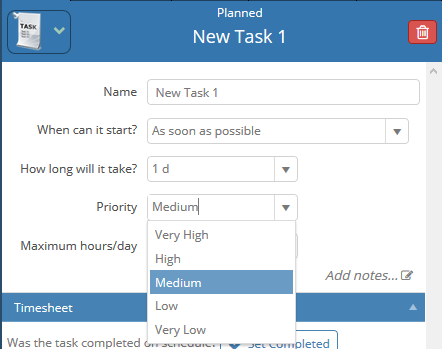 TASK
Planned
New Task 1
Name New Task 1
When can it start? As soon as possible
How long will it take? 1 d
Priority Medium
Very High
Maximum hours/day High
Medium
Add notes...
Low
Timesheet
Very Low
Was the task completed on schedule? Set Completed